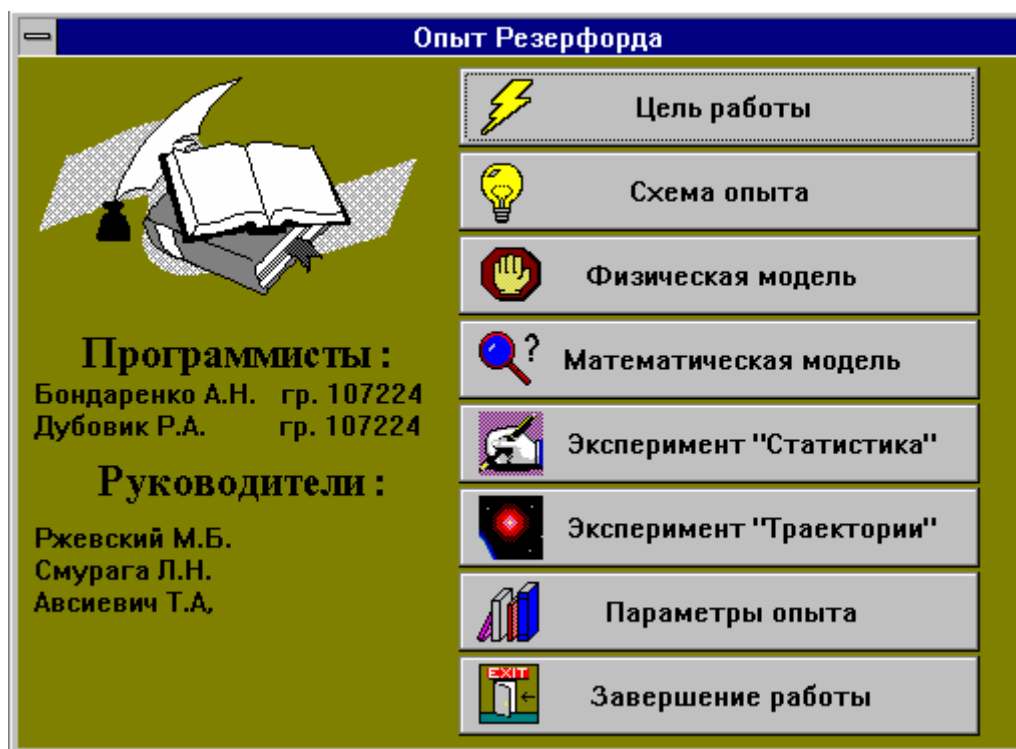 Опыт Резерфорда
Программисты :
Бондаренко А.Н. гр. 107224
Дубовик Р.А. гр. 107224
Руководители :
Ржевский М.Б.
Смурага Л.Н.
Авсиевич Т.А,
Цель работы
Схема опыта
Физическая модель
?
Математическая модель
Эксперимент "Статистика"
Эксперимент "Траектории"
Параметры опыта
EXIT
Завершение работы